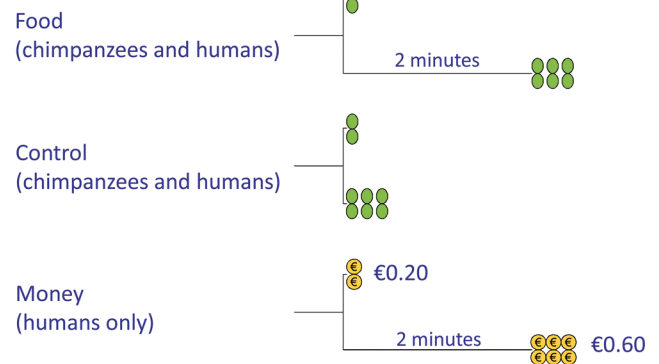 Food
(chimpanzees and humans)
2 minutes
Control
(chimpanzees and humans)
€ €
€0.20
Money
(humans only)
2 minutes
€ € €
€ € €
€0.60